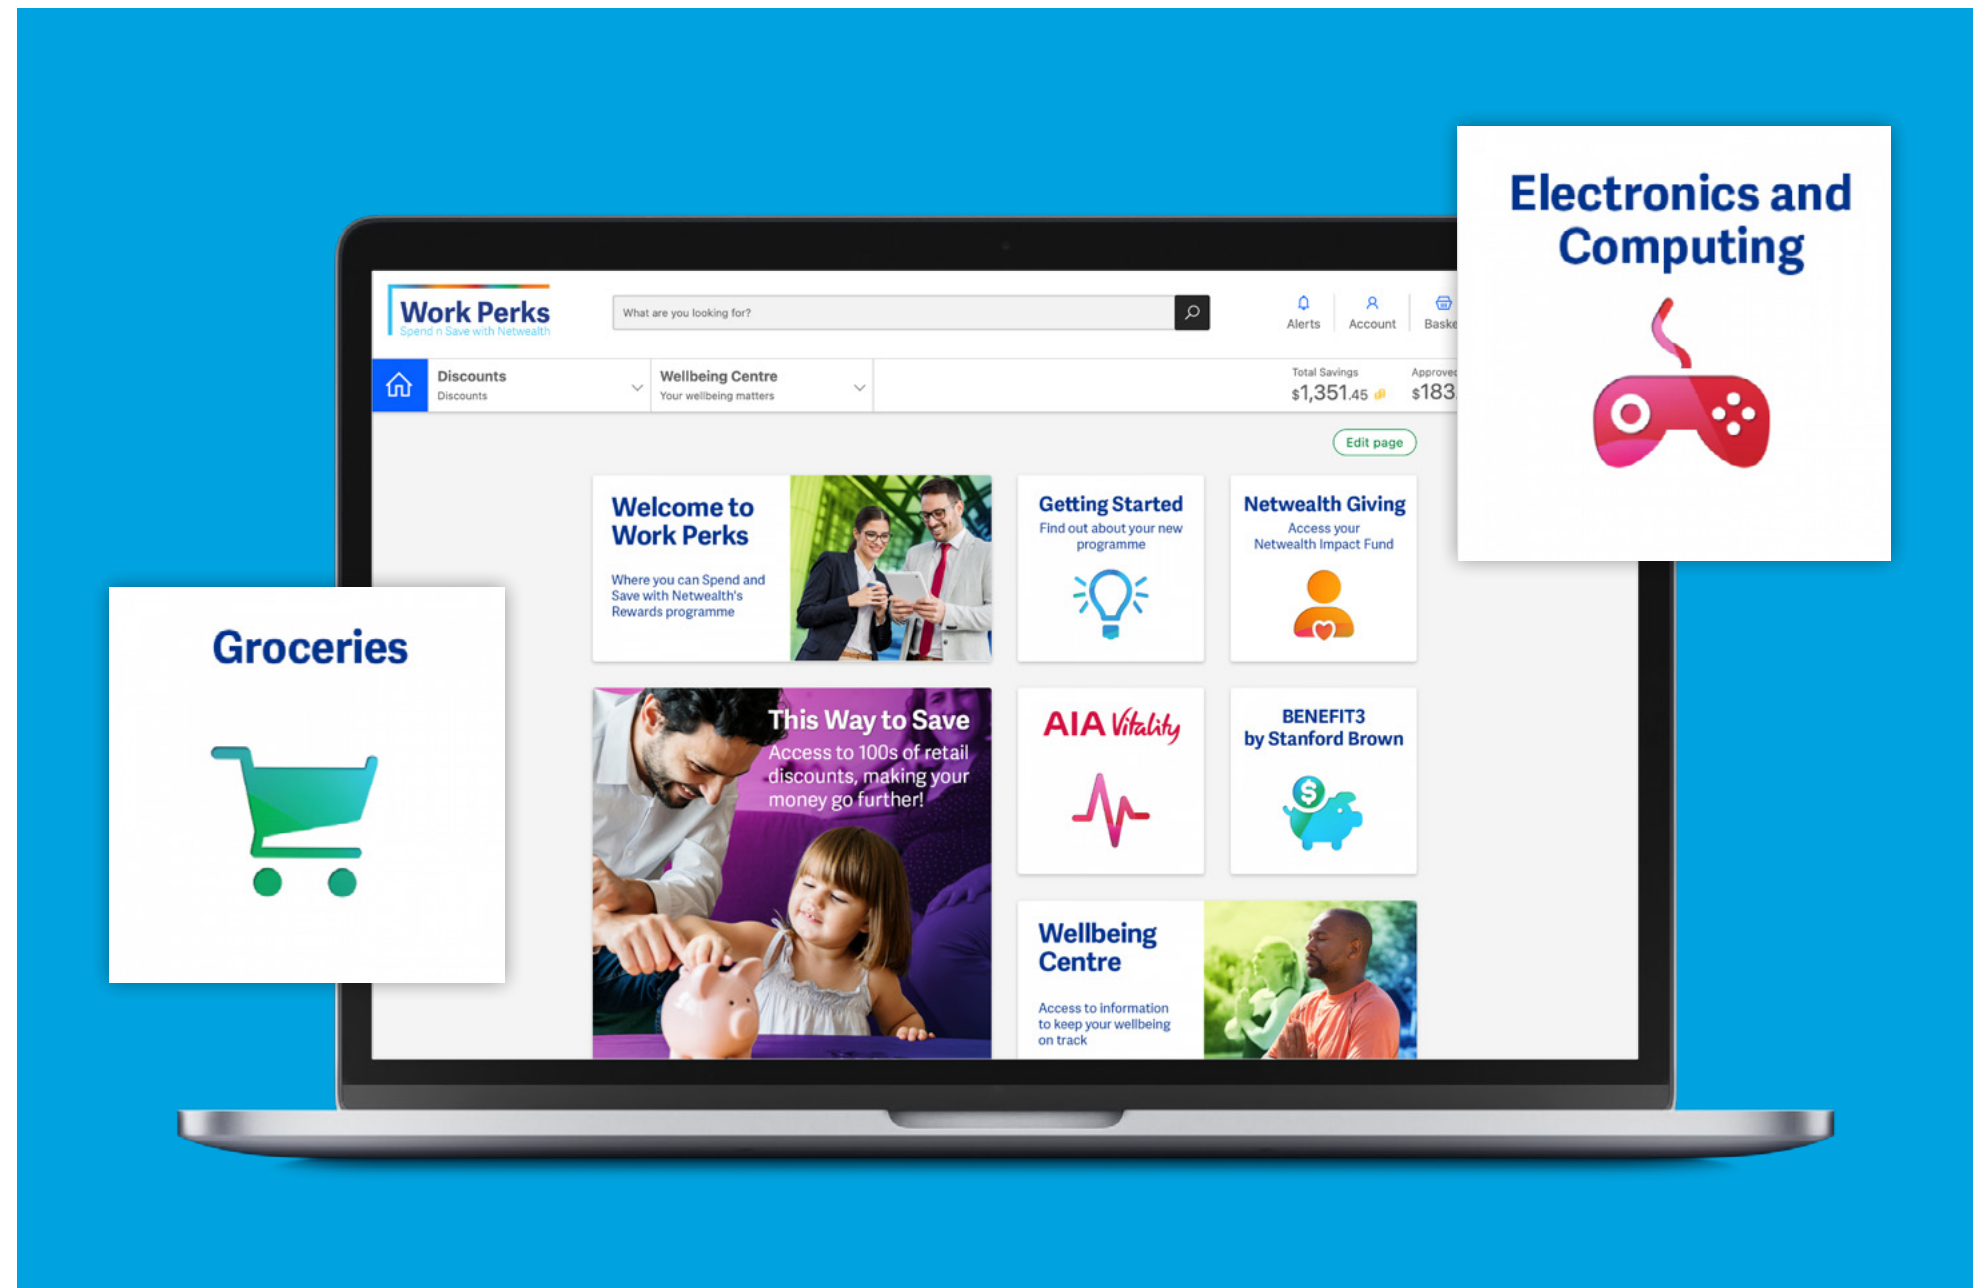 Electronics and
Computing
Work Perks
Spend n Save with Netwealth
What are you looking for?
Alerts
Account
Discounts
Discounts
Wellbeing Centre
Your wellbeing matters
Total Savings
$1,351.45
Approved
$183.
Edit page
Welcome to
Work Perks
Where you can Spend and
Save with Netwealth's
Rewards programme
Getting Started
Find out about your new
programme
Netwealth Giving
Access your
Netwealth Impact Fund
Groceries
This Way to Save
Access to 100s of retail
discounts, making your
money go further!
AIA Vitality
BENEFIT3
by Stanford Brown
$
Wellbeing
Centre
Access to information
to keep your wellbeing
on track